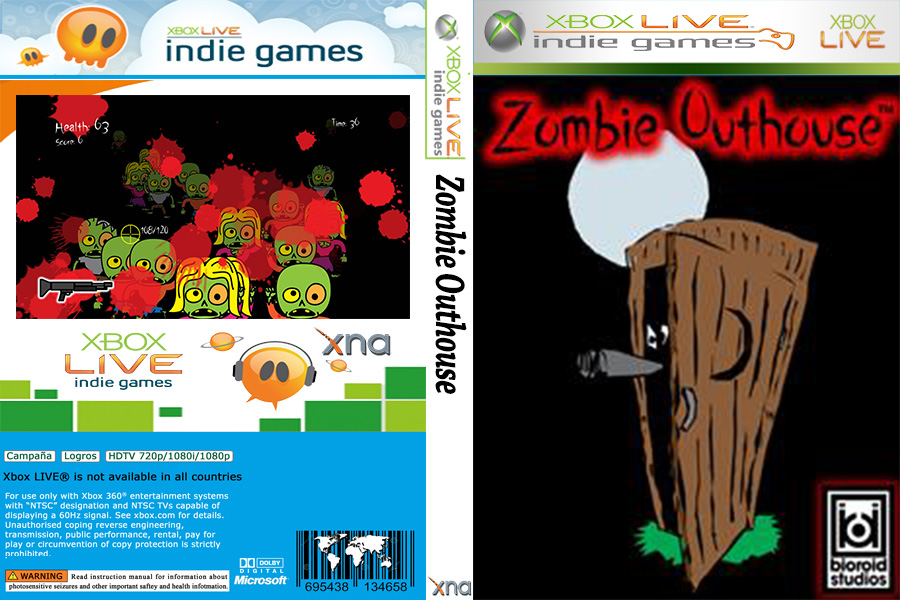 XBOX LIVE
indie games
Health 63
Score: 6
Time: 36
108/120
XBOX
LIVE
indie games
xna
Campaña
Logros
HDTV 720p/1080i/1080p
Xbox LIVE® is not available in all countries
For use only with Xbox 360® entertainment systems
with “NTSC” designation and NTSC TVs capable of
displaying a 60Hz signal. See xbox.com for details.
Unauthorised coping reverse engineering,
transmission, public performance, rental, pay for
play or circumvention of copy protection is strictly
prohibited.
WARNING Read instruction manual for information about
photosensitive seizures and other important saftey and health infotmation.
DOLBY
DIGITAL
Microsoft
695438 134658
XBOX LIVE
indie games
Zombie Outhouse
xna
XBOX LIVE
indie games
XBOX
LIVE
Zombie Outhouse™
bioroid
studios